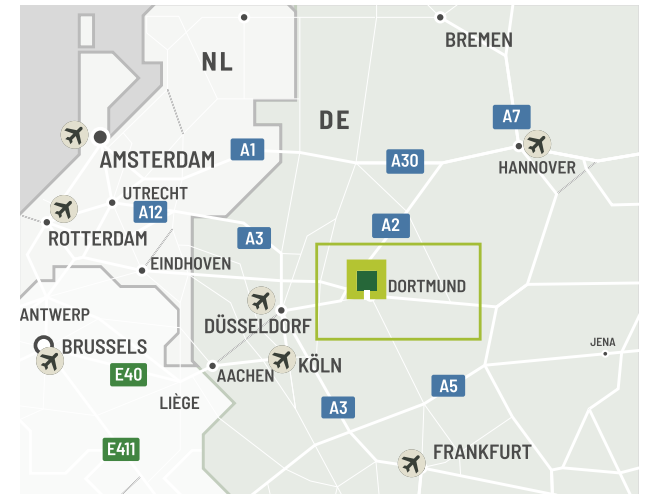 BREMEN
NL
DE
A7
A1
A30
AMSTERDAM
HANNOVER
UTRECHT
A12
A2
ROTTERDAM
A3
EINDHOVEN
DORTMUND
ANTWERP
DÜSSELDORF
BRUSSELS
JENA
KÖLN
AACHEN
E40
A5
LIÈGE
A3
E411
FRANKFURT